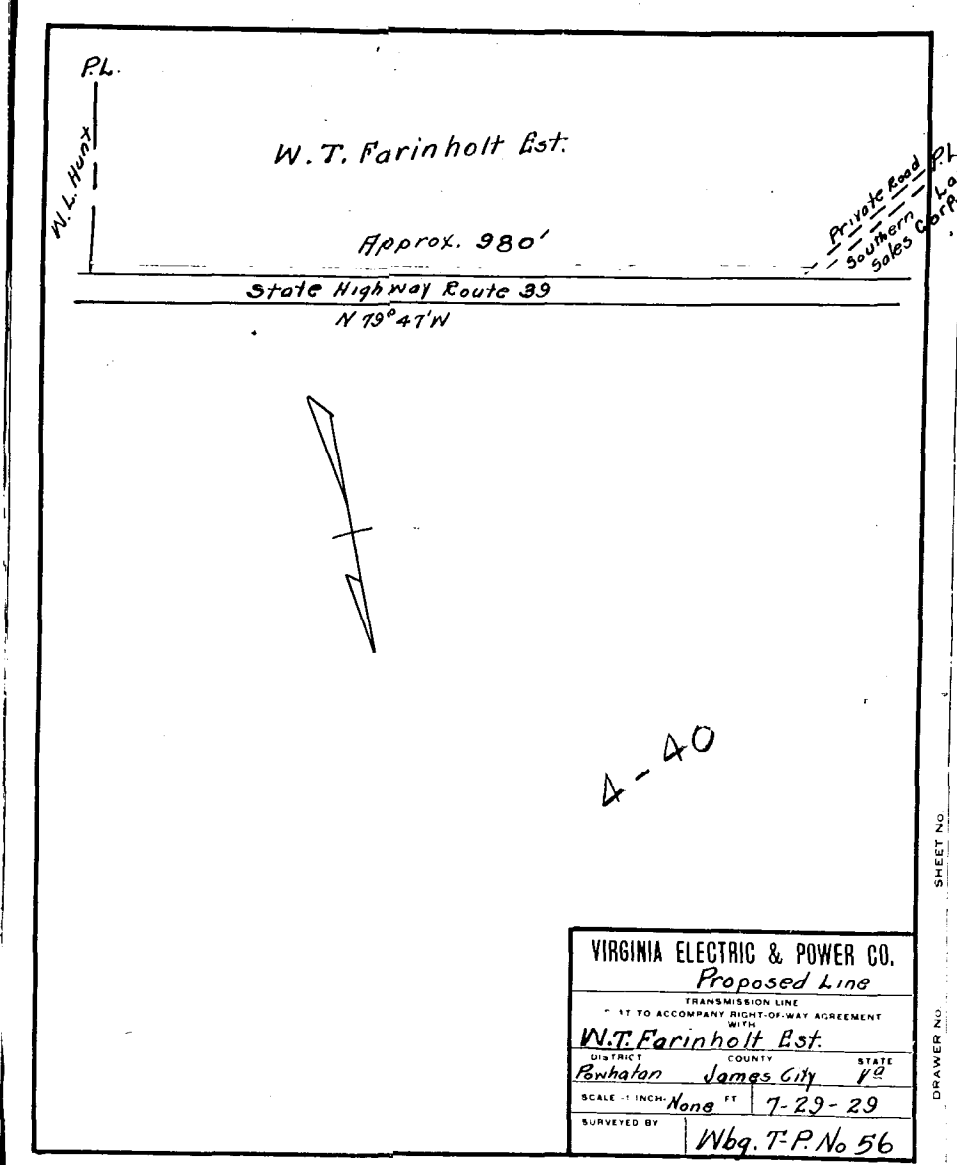 P.L.
W.L. Hunt
W.T. Farinholt Est.
Approx. 980'
Private Road P.L
Southern La
Sales Corp.
State Highway Route 39
N 79° 47' W
4-40
SHEET NO.
DRAWER NO.
VIRGINIA ELECTRIC & POWER CO.
Proposed Line
TRANSMISSION LINE
TO ACCOMPANY RIGHT-OF-WAY AGREEMENT
WITH
W.T. Farinholt Est.
DISTRICT COUNTY STATE
Powhatan James City Va
SCALE -1 INCH- None FT 7-29-29
SURVEYED BY
Wbg. T-P. No 56